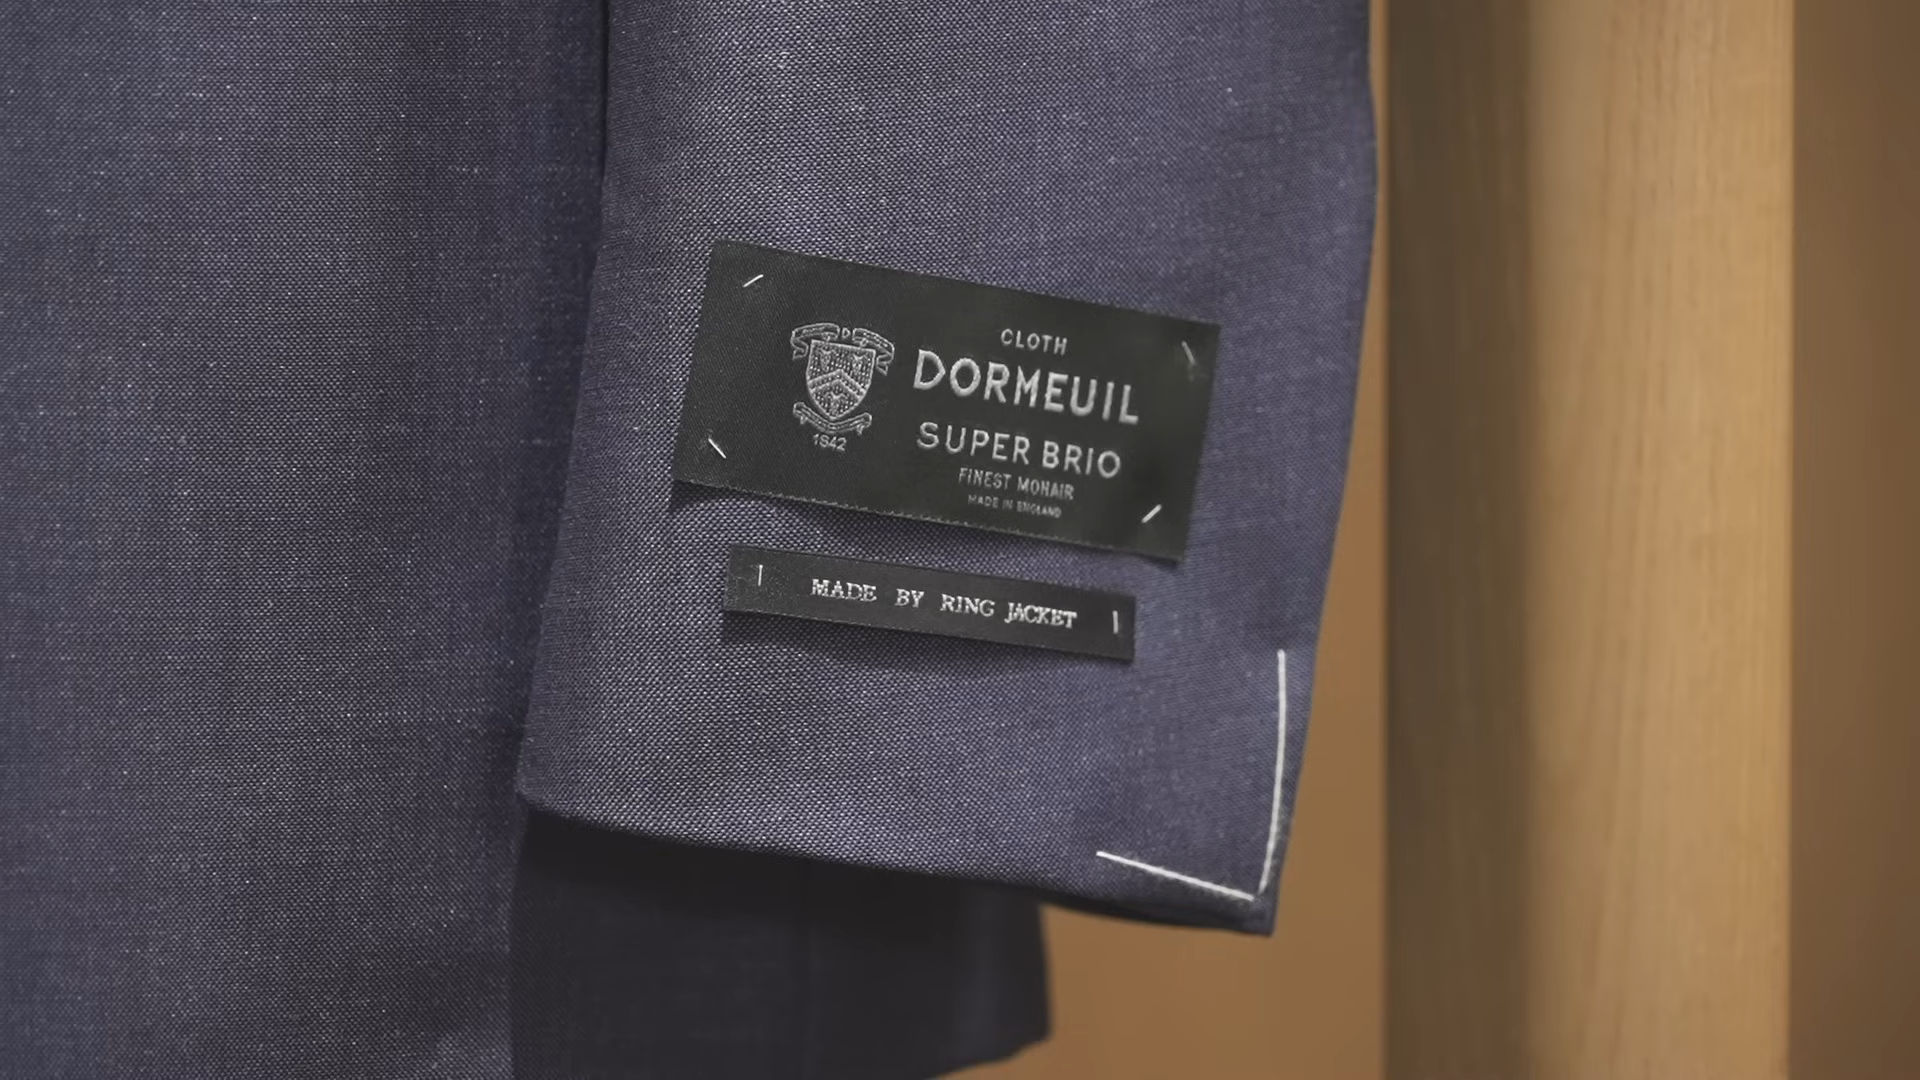 D
1842
CLOTH
DORMEUIL
SUPER BRIO
FINEST MOHAIR
MADE IN ENGLAND
MADE BY RING JACKET